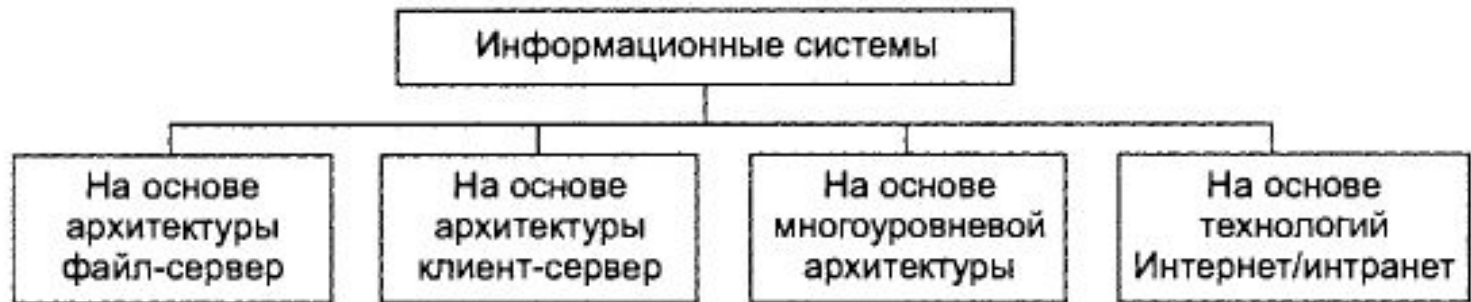 Информационные системы
На основе
архитектуры
файл-сервер
На основе
архитектуры
клиент-сервер
На основе
многоуровневой
архитектуры
На основе
технологий
Интернет/интранет